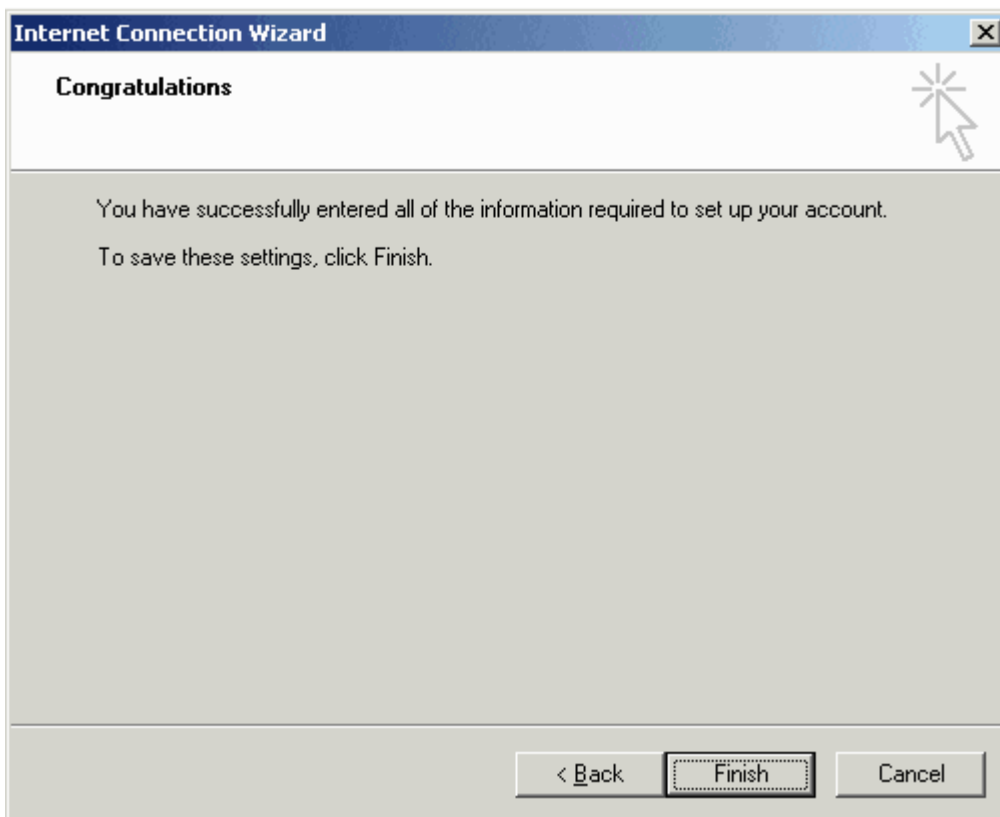 Internet Connection Wizard
Congratulations
You have successfully entered all of the information required to set up your account.
To save these settings, click Finish.
< Back Finish Cancel